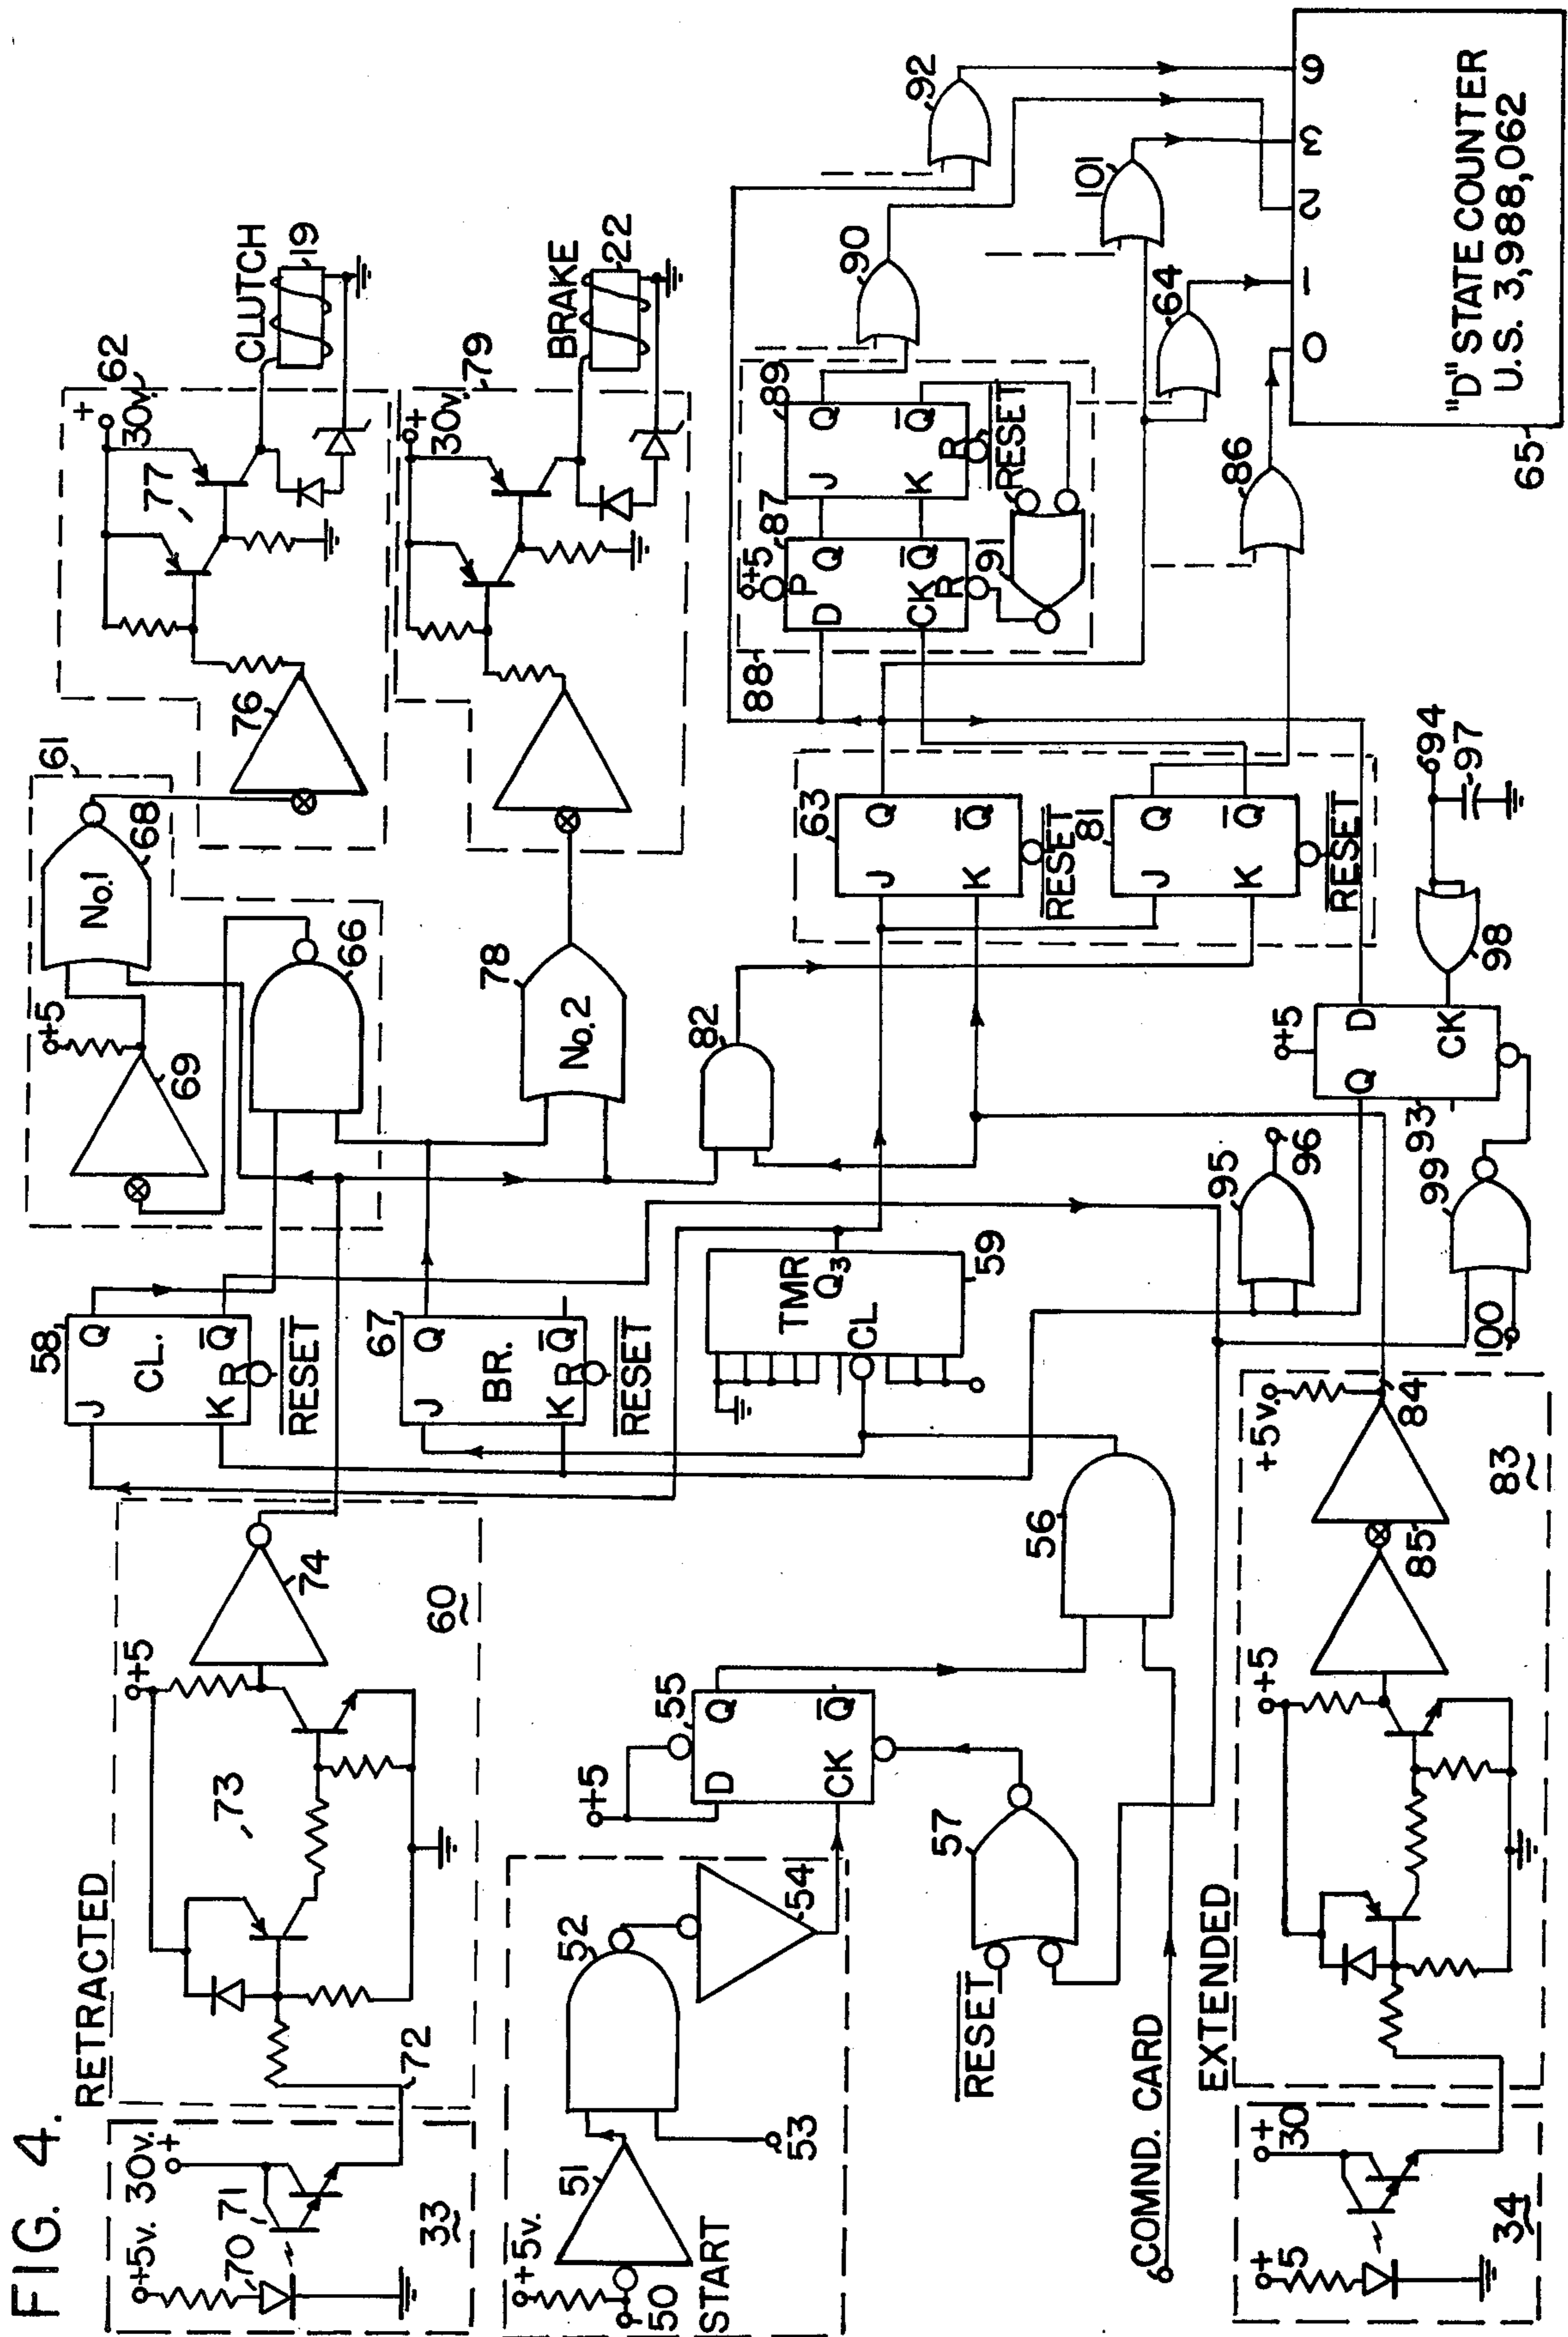 FIG. 4.
RETRACTED
+5v.
30v.
+
70
71
33
72
+5
73
74
60
58
J
Q
CL.
K
R
Q̅
RESET
67
J
Q
BR.
K
R
Q̅
RESET
61
+5
69
No.1
68
66
62
+
30v.
77
76
CLUTCH
19
79
+
30v.
BRAKE
22
78
No.2
+5v.
50
START
51
52
53
54
+5
55
D
Q
CK
Q̅
57
RESET
56
COMND. CARD
TMR
Q3
CL
59
82
63
J
Q
K
Q̅
RESET
81
J
Q
K
Q̅
RESET
88
+5
87
P
D
Q
CK
Q̅
R
89
J
Q
K
Q̅
R
RESET
91
90
92
101
64
86
0
1
2
3
6
"D" STATE COUNTER
U.S. 3,988,062
65
EXTENDED
+
5
+
30
34
+5
+5v.
84
85
83
95
96
99
100
93
+5
Q
D
CK
98
94
97